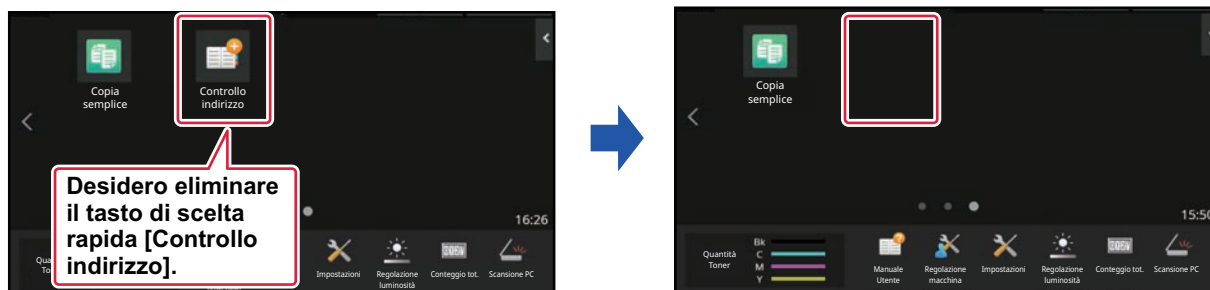 Copia
semplice
Controllo
indirizzo
Desidero eliminare
il tasto di scelta
rapida [Controllo
indirizzo].
16:26
Impostazioni
Regolazione
luminosità
Conteggio tot.
Scansione PC
Copia
semplice
15:50
Quantità
Toner
Bk
C
M
Y
Manuale
Utente
Regolazione
macchina
Impostazioni
Regolazione
luminosità
Conteggio tot.
Scansione PC